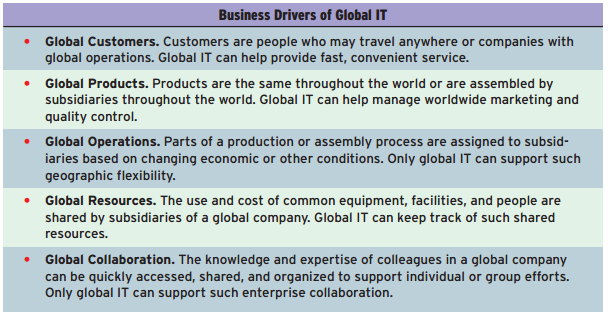 Business Drivers of Global IT
• Global Customers. Customers are people who may travel anywhere or companies with
global operations. Global IT can help provide fast, convenient service.
• Global Products. Products are the same throughout the world or are assembled by
subsidiaries throughout the world. Global IT can help manage worldwide marketing and
quality control.
• Global Operations. Parts of a production or assembly process are assigned to subsid-
iaries based on changing economic or other conditions. Only global IT can support such
geographic flexibility.
• Global Resources. The use and cost of common equipment, facilities, and people are
shared by subsidiaries of a global company. Global IT can keep track of such shared
resources.
• Global Collaboration. The knowledge and expertise of colleagues in a global company
can be quickly accessed, shared, and organized to support individual or group efforts.
Only global IT can support such enterprise collaboration.